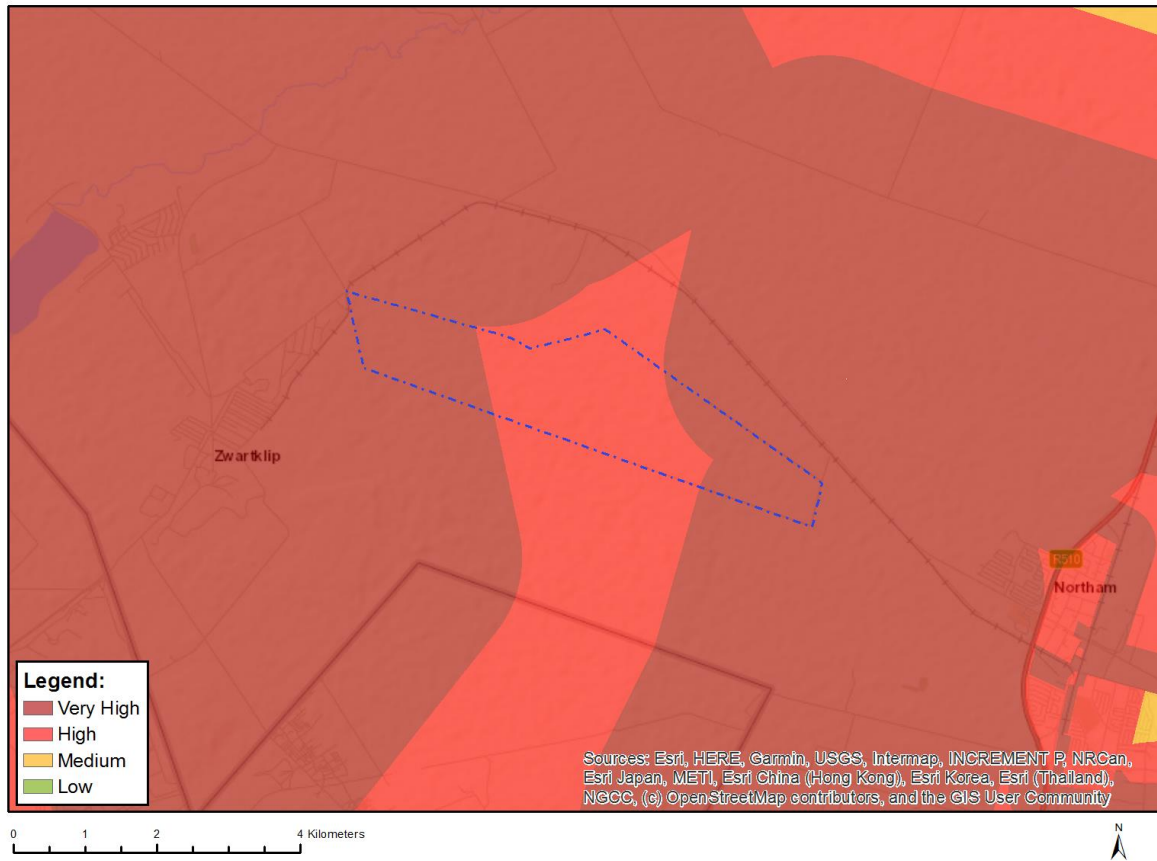 Zwartklip
R510
Northam
Legend:
Very High
High
Medium
Low
Sources: Esri, HERE, Garmin, USGS, Intermap, INCREMENT P, NRCan,
Esri Japan, METI, Esri China (Hong Kong), Esri Korea, Esri (Thailand),
NGCC, (c) OpenStreetMap contributors, and the GIS User Community
0 1 2 4 Kilometers
N